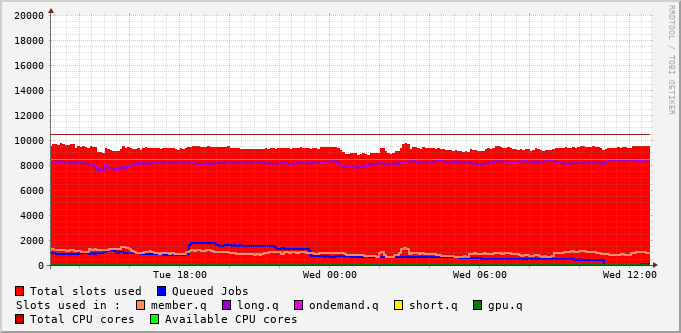 RRDTOOL / TOBI OETIKER
20000
18000
16000
14000
12000
10000
8000
6000
4000
2000
0
Tue 18:00 Wed 00:00 Wed 06:00 Wed 12:00
Total slots used Queued Jobs
Slots used in : member.q long.q ondemand.q short.q gpu.q
Total CPU cores Available CPU cores